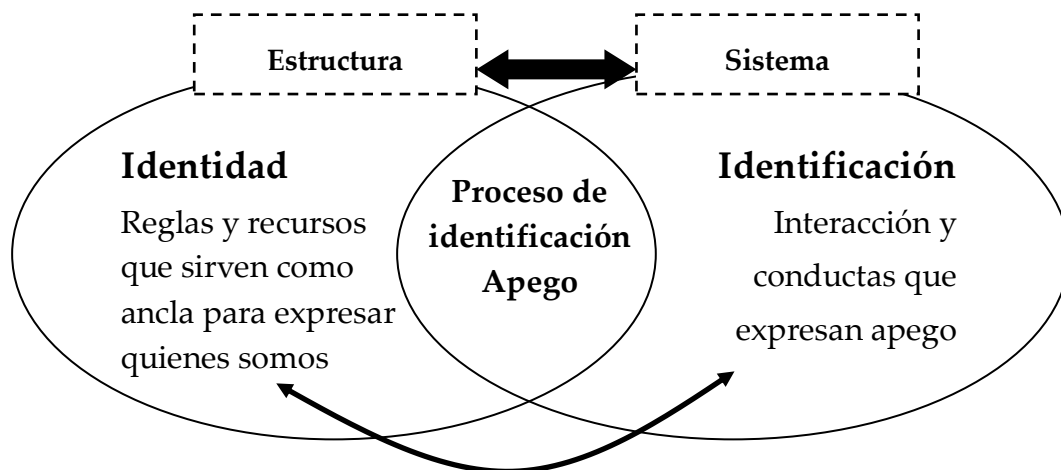 Estructura
Sistema
Identidad
Reglas y recursos
que sirven como
ancla para expresar
quienes somos
Proceso de
identificación
Apego
Identificación
Interacción y
conductas que
expresan apego